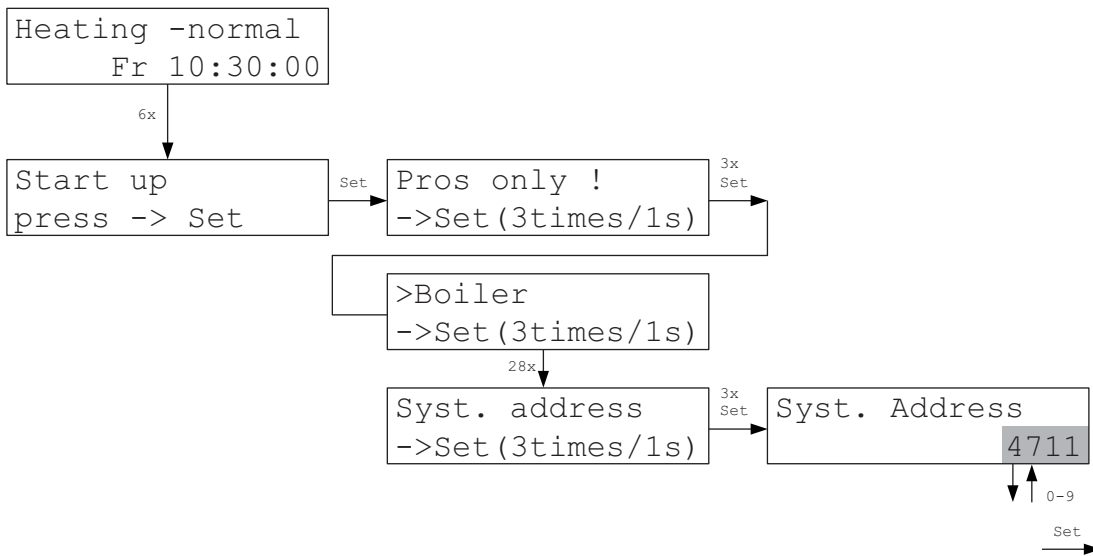 Heating -normal
Fr 10:30:00
6x
Start up
press -> Set
Set
Pros only !
->Set(3times/1s)
3x
Set
>Boiler
->Set(3times/1s)
28x
Syst. address
->Set(3times/1s)
3x
Set
Syst. Address
4711
0-9
Set